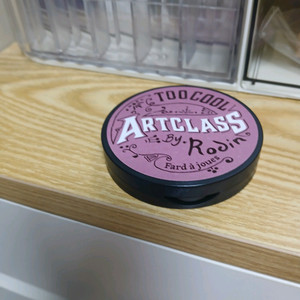 TOO COOL
ARTCLASS
By Rodin
Fard à joues